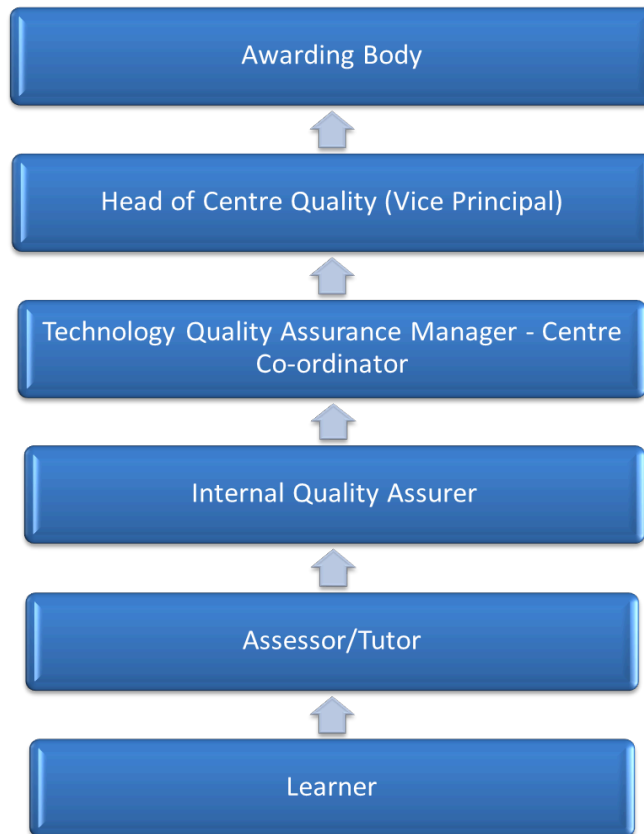 Awarding Body
Head of Centre Quality (Vice Principal)
Technology Quality Assurance Manager - Centre
Co-ordinator
Internal Quality Assurer
Assessor/Tutor
Learner